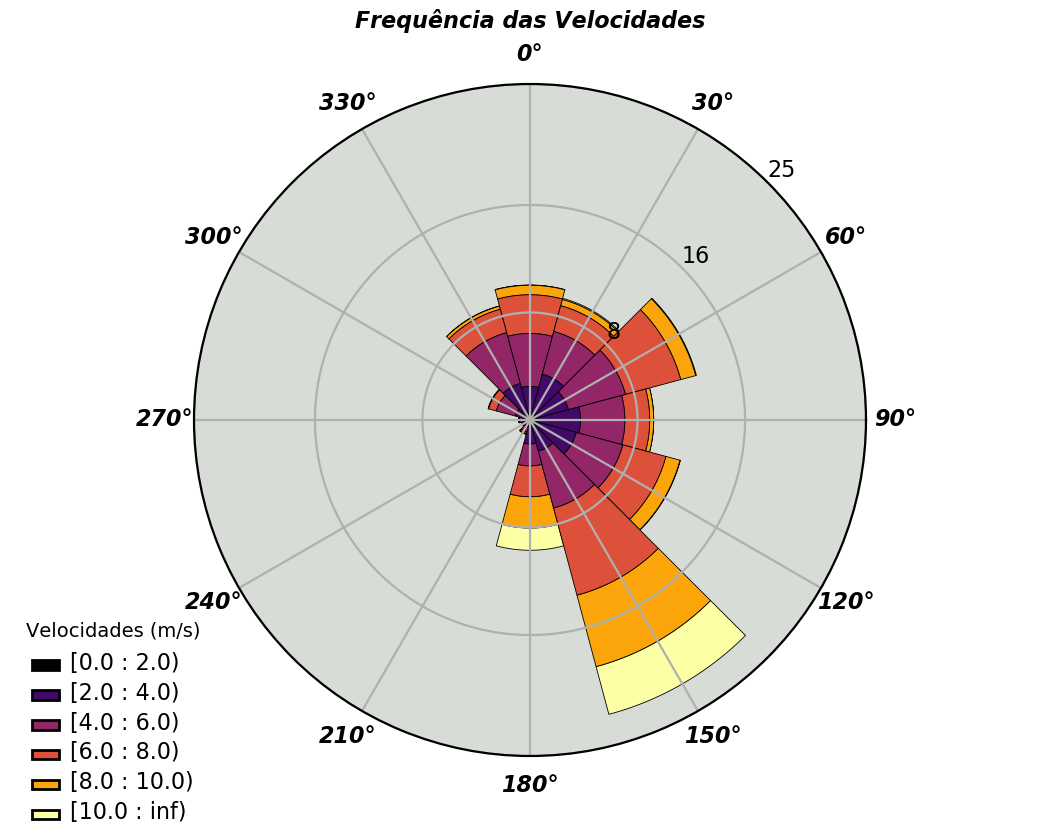 Frequência das Velocidades
0°
330°
30°
25
300°
60°
16
8
270°
90°
240°
120°
210°
150°
180°
Velocidades (m/s)
[0.0 : 2.0)
[2.0 : 4.0)
[4.0 : 6.0)
[6.0 : 8.0)
[8.0 : 10.0)
[10.0 : inf)